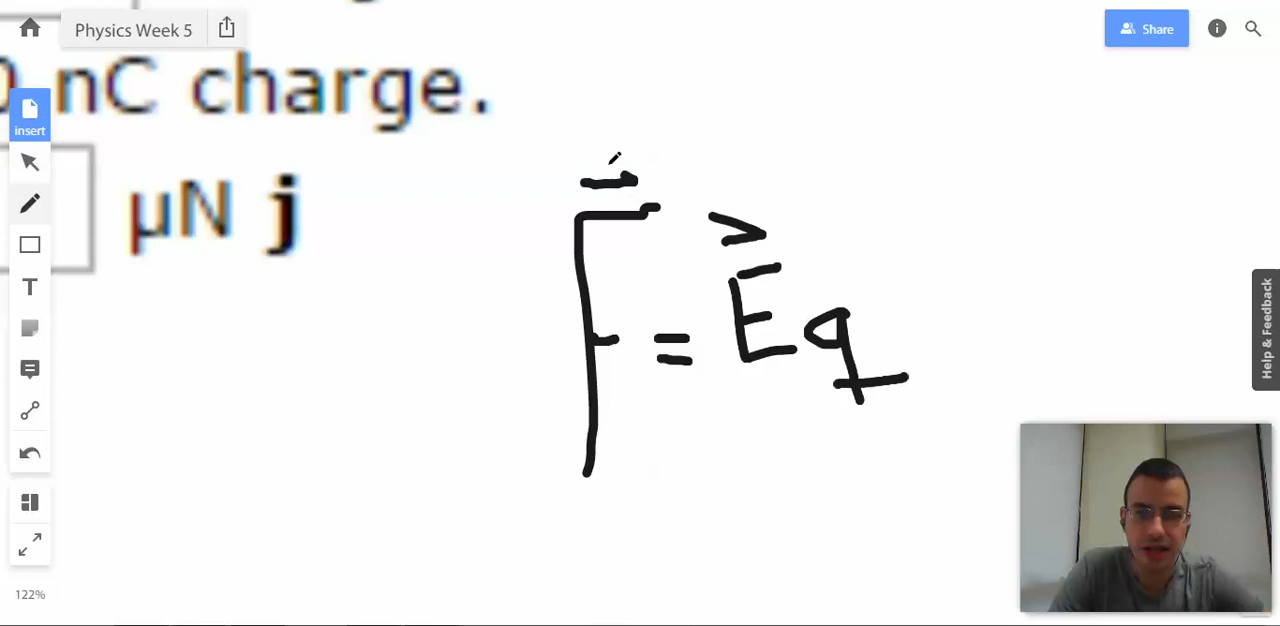 Physics Week 5
Share
nC charge.
insert
μN j
F = Eq
T
Help & Feedback
122%